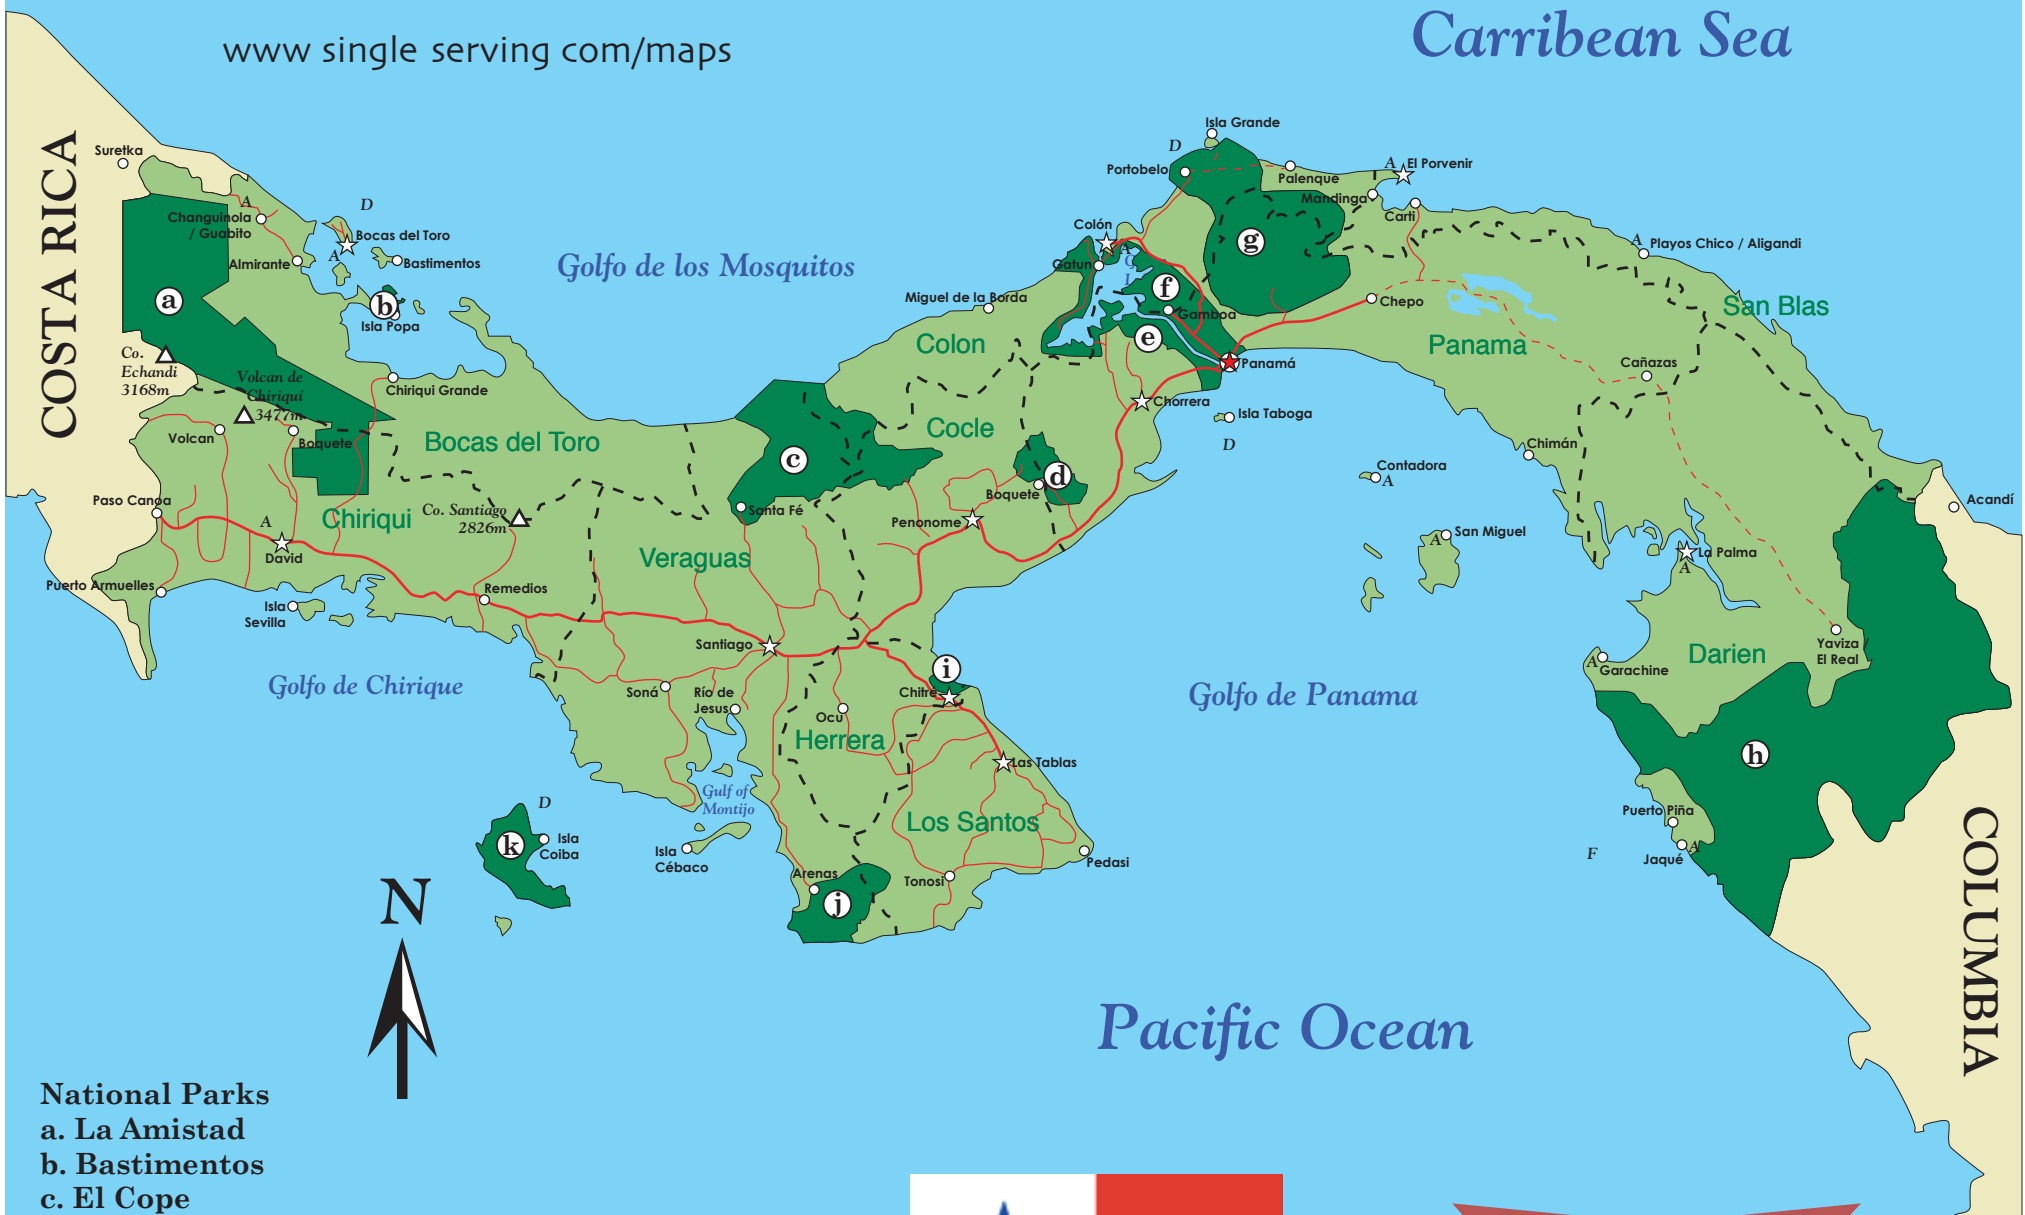 www single serving com/maps
Carribean Sea
COSTA RICA
Suretka
Changuinola
/ Guabito
A
D
Bocas del Toro
A
Almirante
Bastimentos
a
b
Isla Popa
Co.
Echandi
3168m
Volcan de
Chiriquí
3477m
Chiriqui Grande
Volcan
Boquete
Bocas del Toro
Paso Canoa
A
David
Chiriqui
Co. Santiago
2826m
Puerto Armuelles
Isla
Sevilla
Remedios
Golfo de Chirique
Golfo de los Mosquitos
Miguel de la Borda
Colon
Cocle
c
Santa Fé
Veraguas
d
Boquete
Penonome
Santiago
Soná
Río de
Jesus
Ocu
Herrera
i
Chitre
Las Tablas
Los Santos
Gulf of
Montijo
Isla
Cébaco
D
k
Isla
Coiba
Arenas
j
Tonosi
Pedasi
Isla Grande
D
Portobelo
Palenque
A
El Porvenir
Mandinga
Carti
Colón
A
G
L
Gatun
f
Gamboa
e
g
Chepo
Panamá
Chorrera
Isla Taboga
D
Panama
A
Playos Chico / Aligandi
San Blas
Cañazas
Chimán
Contadora
A
A
San Miguel
Acandí
La Palma
A
Golfo de Panama
A
Garachine
Darien
Yaviza
El Real
h
Puerto Piña
Jaqué
A
F
COLUMBIA
Pacific Ocean
N
National Parks
a. La Amistad
b. Bastimentos
c. El Cope